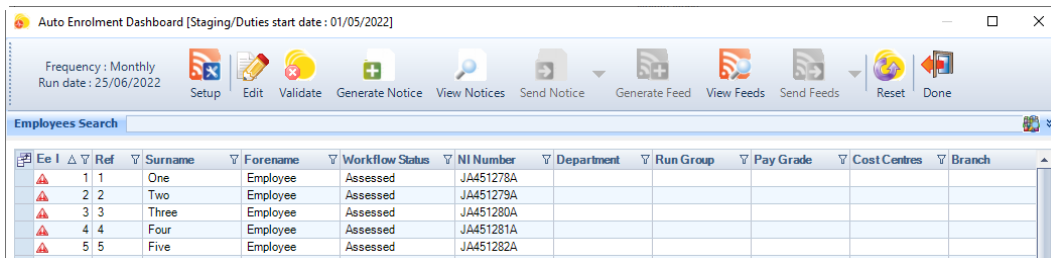 Auto Enrolment Dashboard [Staging/Duties start date : 01/05/2022]
Frequency : Monthly
Run date : 25/06/2022
Setup Edit Validate Generate Notice View Notices Send Notice Generate Feed View Feeds Send Feeds Reset Done
Employees Search
Ee I Ref Surname Forename Workflow Status NI Number Department Run Group Pay Grade Cost Centres Branch
1 1 One Employee Assessed JA451278A
2 2 Two Employee Assessed JA451279A
3 3 Three Employee Assessed JA451280A
4 4 Four Employee Assessed JA451281A
5 5 Five Employee Assessed JA451282A